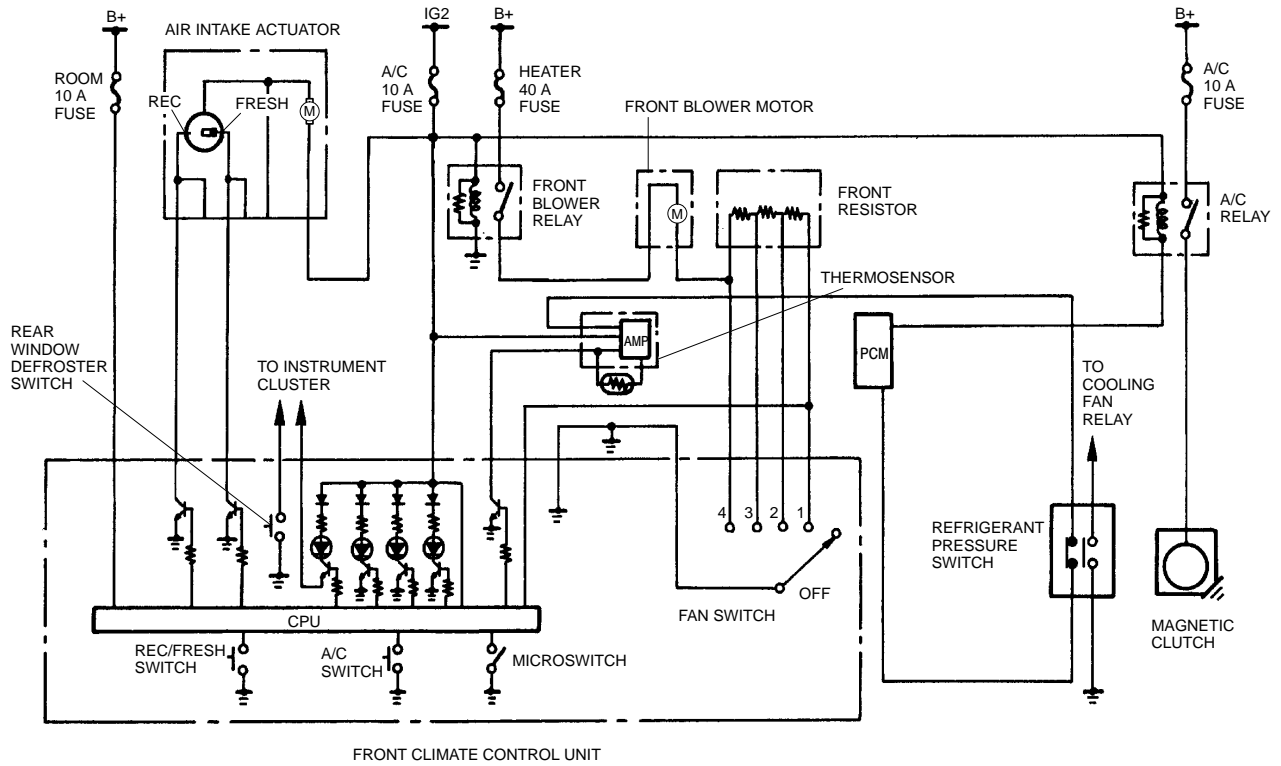 B+
IG2
B+
B+
AIR INTAKE ACTUATOR
ROOM
10 A
FUSE
REC
FRESH
M
A/C
10 A
FUSE
HEATER
40 A
FUSE
FRONT BLOWER MOTOR
A/C
10 A
FUSE
FRONT
BLOWER
RELAY
M
FRONT
RESISTOR
A/C
RELAY
THERMOSENSOR
REAR
WINDOW
DEFROSTER
SWITCH
TO INSTRUMENT
CLUSTER
AMP
PCM
TO
COOLING
FAN
RELAY
4
3
2
1
REFRIGERANT
PRESSURE
SWITCH
OFF
FAN SWITCH
CPU
REC/FRESH
SWITCH
A/C
SWITCH
MICROSWITCH
MAGNETIC
CLUTCH
FRONT CLIMATE CONTROL UNIT